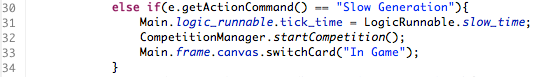 30 else if(e.getActionCommand() == "Slow Generation"){
31 Main.logic_runnable.tick_time = LogicRunnable.slow_time;
32 CompetitionManager.startCompetition();
33 Main.frame.canvas.switchCard("In Game");
34 }